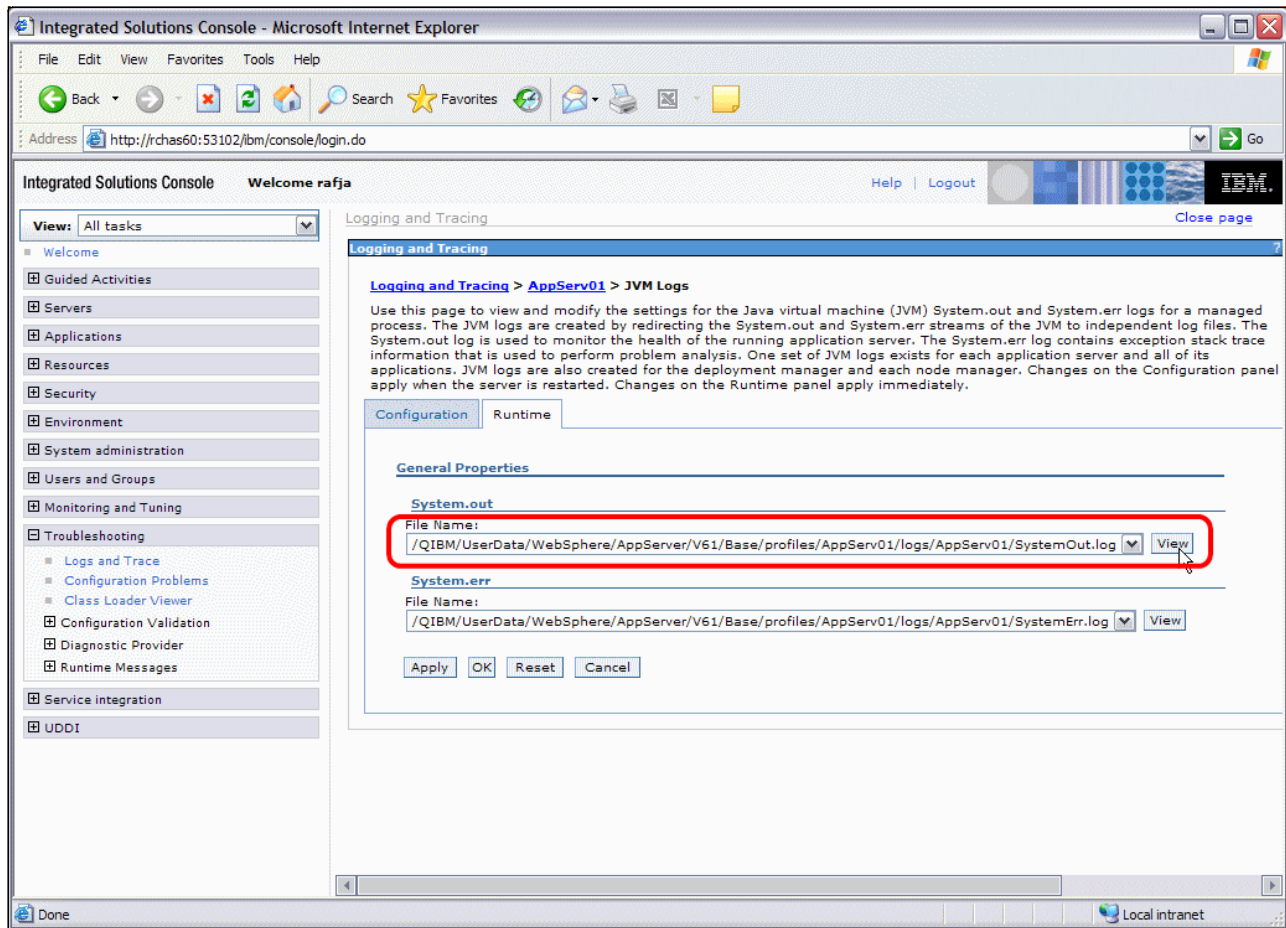 Integrated Solutions Console - Microsoft Internet Explorer
File Edit View Favorites Tools Help
Back Search Favorites
Address http://rchas60:53102/ibm/console/login.do Go
Integrated Solutions Console Welcome rafja Help | Logout IBM.
View: All tasks
Welcome
Guided Activities
Servers
Applications
Resources
Security
Environment
System administration
Users and Groups
Monitoring and Tuning
Troubleshooting
Logs and Trace
Configuration Problems
Class Loader Viewer
Configuration Validation
Diagnostic Provider
Runtime Messages
Service integration
UDDI
Logging and Tracing Close page
Logging and Tracing ?
Logging and Tracing > AppServ01 > JVM Logs
Use this page to view and modify the settings for the Java virtual machine (JVM) System.out and System.err logs for a managed
process. The JVM logs are created by redirecting the System.out and System.err streams of the JVM to independent log files. The
System.out log is used to monitor the health of the running application server. The System.err log contains exception stack trace
information that is used to perform problem analysis. One set of JVM logs exists for each application server and all of its
applications. JVM logs are also created for the deployment manager and each node manager. Changes on the Configuration panel
apply when the server is restarted. Changes on the Runtime panel apply immediately.
Configuration Runtime
General Properties
System.out
File Name:
/QIBM/UserData/WebSphere/AppServer/V61/Base/profiles/AppServ01/logs/AppServ01/SystemOut.log View
System.err
File Name:
/QIBM/UserData/WebSphere/AppServer/V61/Base/profiles/AppServ01/logs/AppServ01/SystemErr.log View
Apply OK Reset Cancel
Done Local intranet